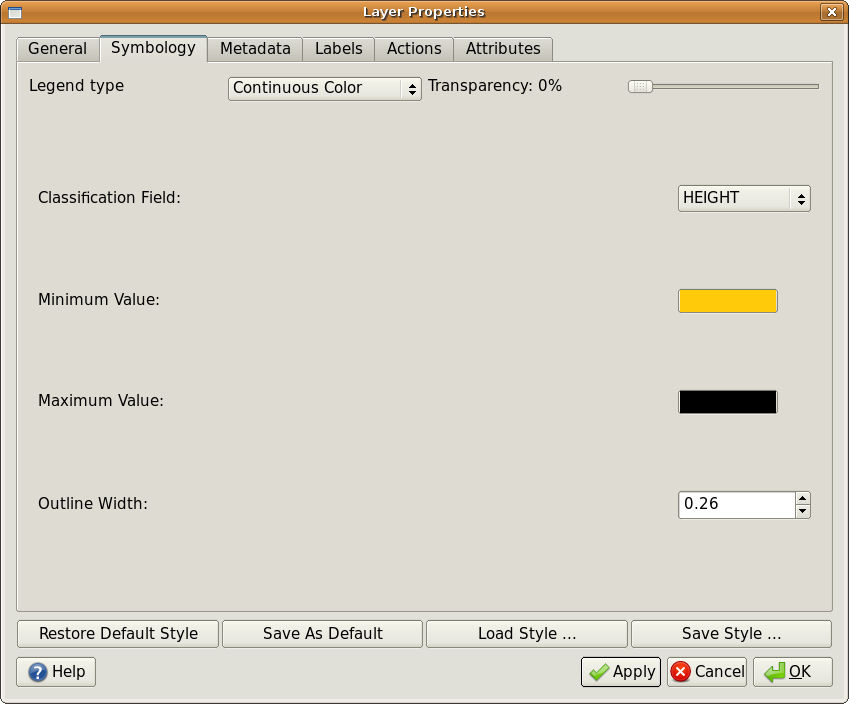 Layer Properties
General Symbology Metadata Labels Actions Attributes
Legend type Continuous Color Transparency: 0%
Classification Field: HEIGHT
Minimum Value:
Maximum Value:
Outline Width: 0.26
Restore Default Style Save As Default Load Style ... Save Style ...
Help Apply Cancel OK